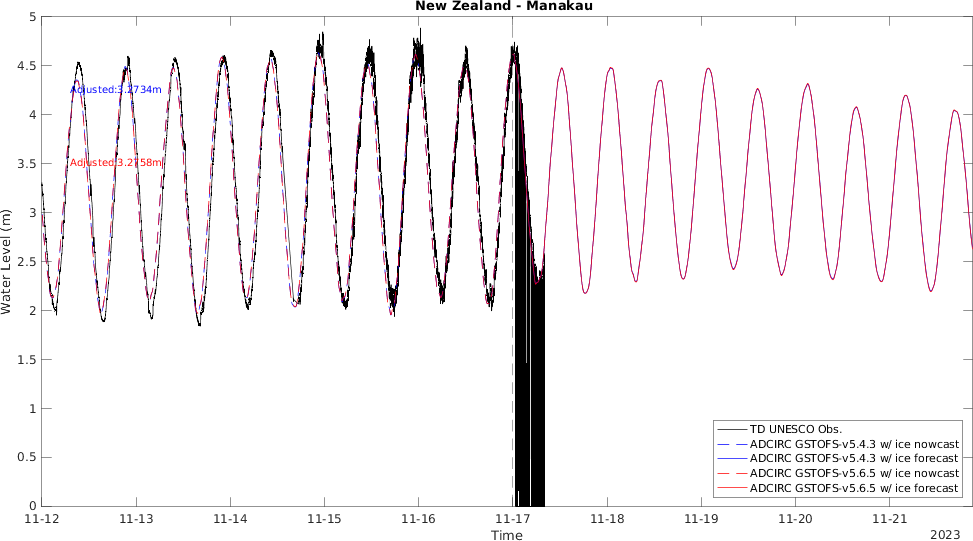 New Zealand - Manakau
5
4.5
4
3.5
3
2.5
2
1.5
1
0.5
0
Water Level (m)
Adjusted:3.2734m
Adjusted:3.2758m
TD UNESCO Obs.
ADCIRC GSTOFS-v5.4.3 w/ ice nowcast
ADCIRC GSTOFS-v5.4.3 w/ ice forecast
ADCIRC GSTOFS-v5.6.5 w/ ice nowcast
ADCIRC GSTOFS-v5.6.5 w/ ice forecast
11-12 11-13 11-14 11-15 11-16 11-17 11-18 11-19 11-20 11-21
Time
2023